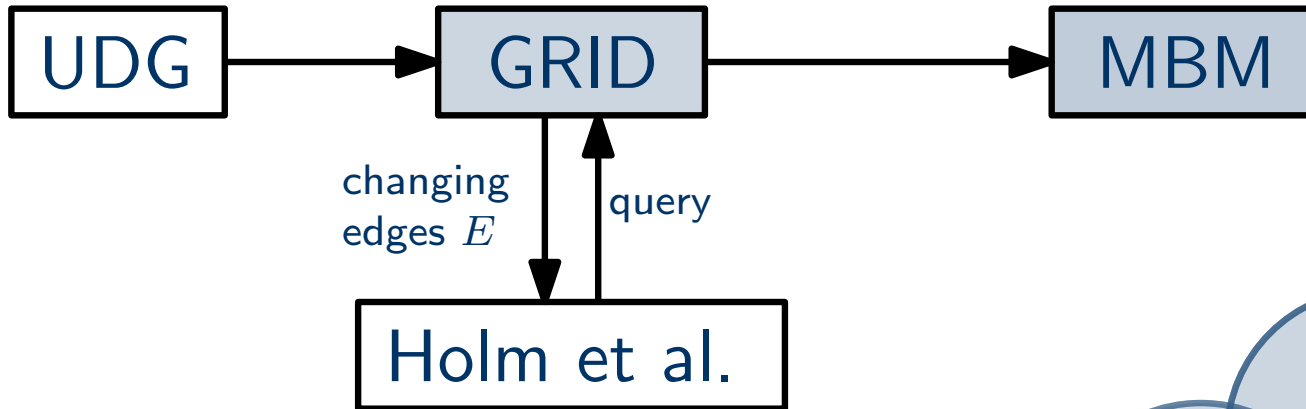 UDG
GRID
MBM
changing
edges E
query
Holm et al.